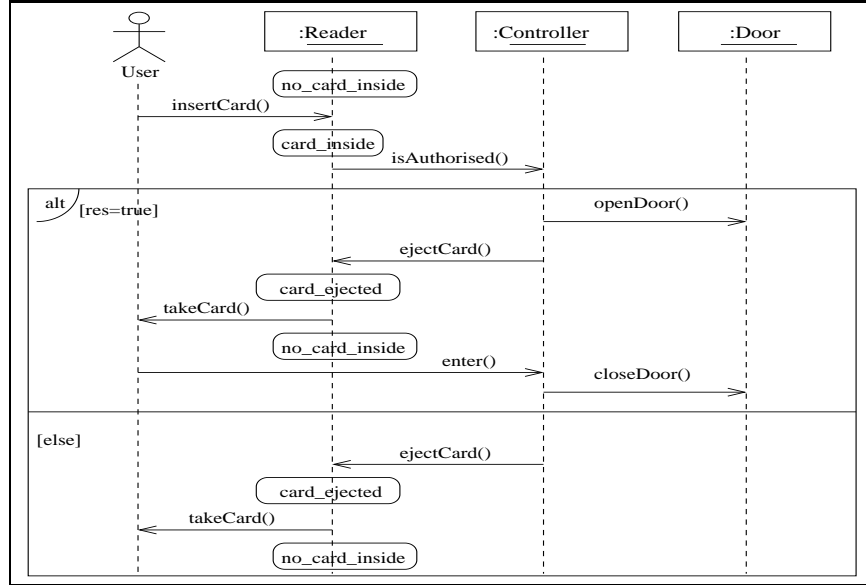 :Reader
:Controller
:Door
User
no_card_inside
insertCard()
card_inside
isAuthorised()
alt
[res=true]
openDoor()
ejectCard()
card_ejected
takeCard()
no_card_inside
enter()
closeDoor()
[else]
ejectCard()
card_ejected
takeCard()
no_card_inside